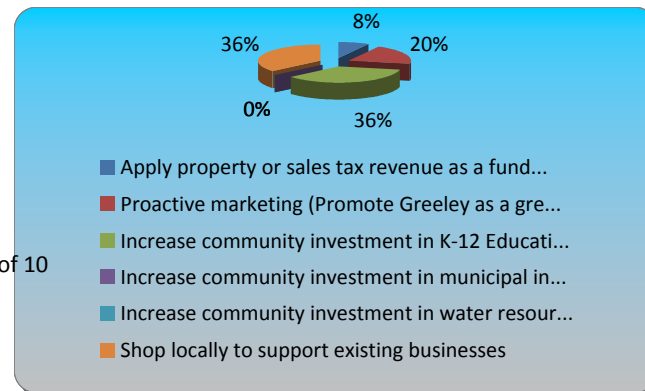 8%
36%
20%
0%
36%
Apply property or sales tax revenue as a fund...
Proactive marketing (Promote Greeley as a gre...
Increase community investment in K-12 Educati...
of 10
Increase community investment in municipal in...
Increase community investment in water resour...
Shop locally to support existing businesses